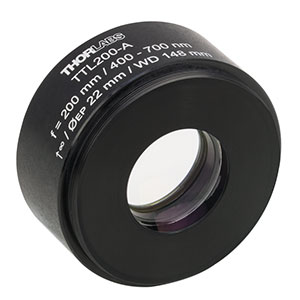 THORLABS
TTL200-A
f = 200 mm / 400 - 700 nm
↑∞ / ØEP 22 mm / WD 148 mm